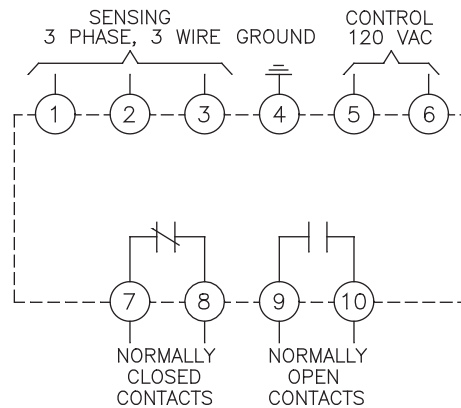 SENSING
3 PHASE, 3 WIRE GROUND
CONTROL
120 VAC
1 2 3 4 5 6
7 8 9 10
NORMALLY
CLOSED
CONTACTS
NORMALLY
OPEN
CONTACTS